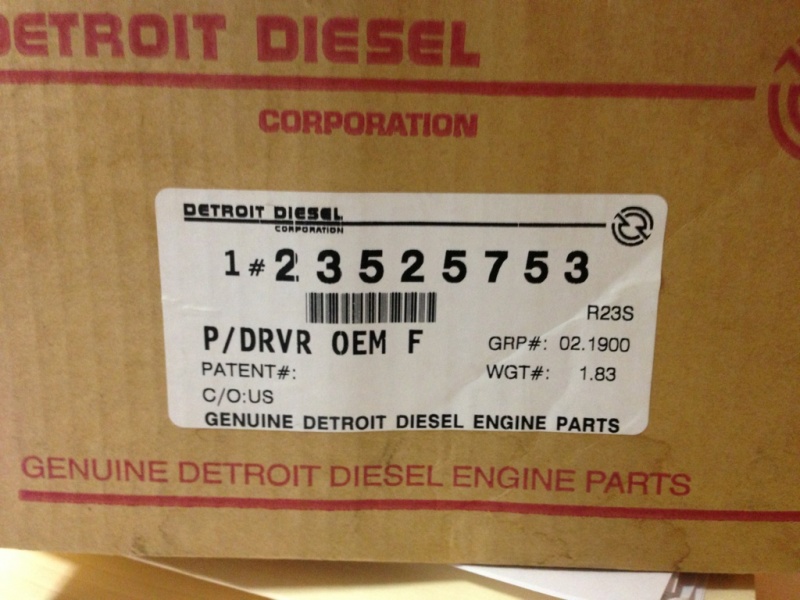 DETROIT DIESEL
CORPORATION
DETROIT DIESEL
CORPORATION
1 # 23525753
R23S
P/DRVR OEM F
GRP#: 02.1900
PATENT#:
WGT#: 1.83
C/O:US
GENUINE DETROIT DIESEL ENGINE PARTS
GENUINE DETROIT DIESEL ENGINE PARTS